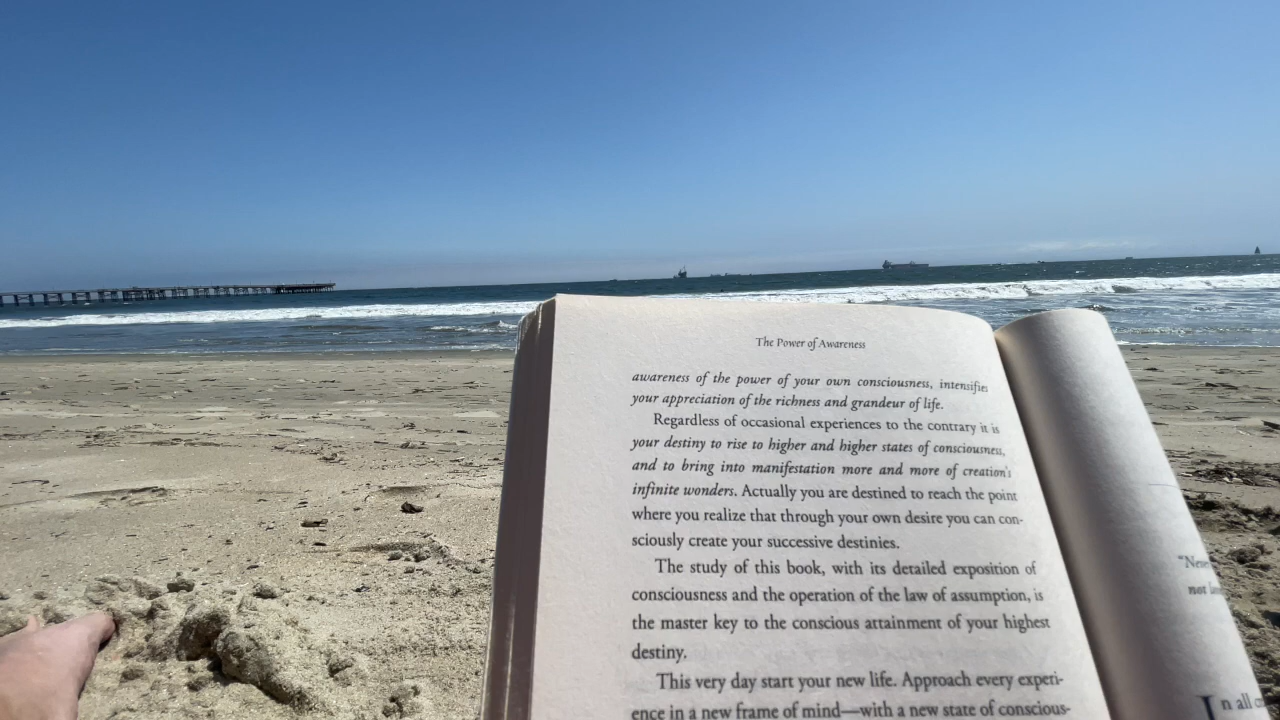 The Power of Awareness
awareness of the power of your own consciousness, intensifies
your appreciation of the richness and grandeur of life.
Regardless of occasional experiences to the contrary it is
your destiny to rise to higher and higher states of consciousness,
and to bring into manifestation more and more of creation's
infinite wonders. Actually you are destined to reach the point
where you realize that through your own desire you can con-
sciously create your successive destinies.
The study of this book, with its detailed exposition of
consciousness and the operation of the law of assumption, is
the master key to the conscious attainment of your highest
destiny.
This very day start your new life. Approach every experi-
ence in a new frame of mind—with a new state of conscious-
not
In all